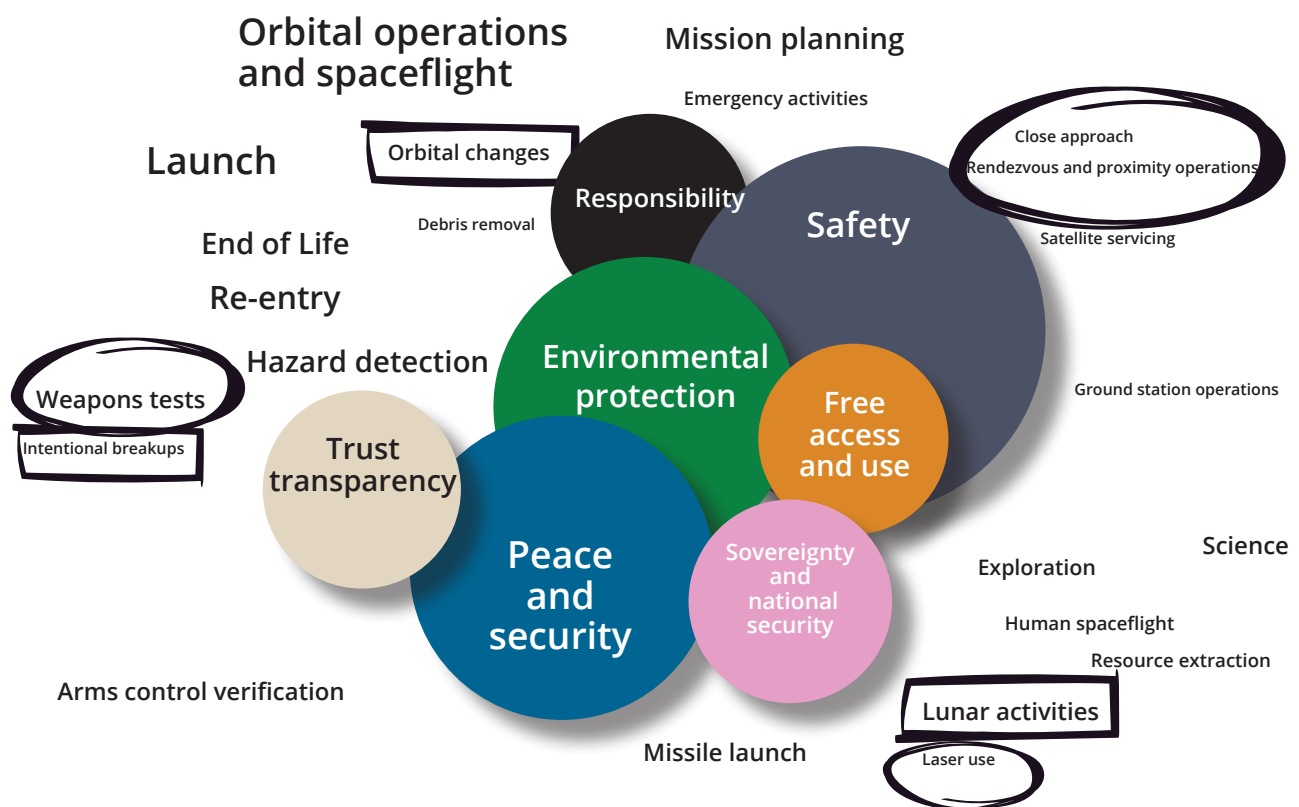 Orbital operations
and spaceflight
Mission planning
Emergency activities
Close approach
Rendezvous and proximity operations
Orbital changes
Launch
Responsibility
Safety
Debris removal
Satellite servicing
End of Life
Re-entry
Hazard detection
Environmental
protection
Ground station operations
Weapons tests
Free
access
and use
Intentional breakups
Trust
transparency
Peace
and
security
Sovereignty
and
national
security
Science
Exploration
Human spaceflight
Resource extraction
Arms control verification
Lunar activities
Missile launch
Laser use